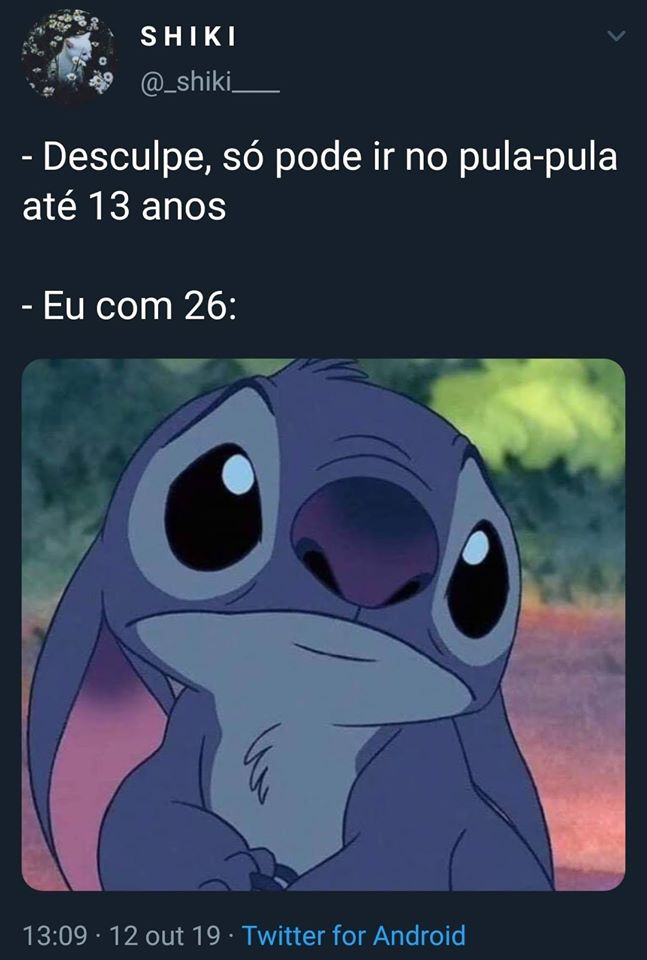 SHIKI
@_shiki____
- Desculpe, só pode ir no pula-pula
até 13 anos
- Eu com 26:
13:09 · 12 out 19 · Twitter for Android